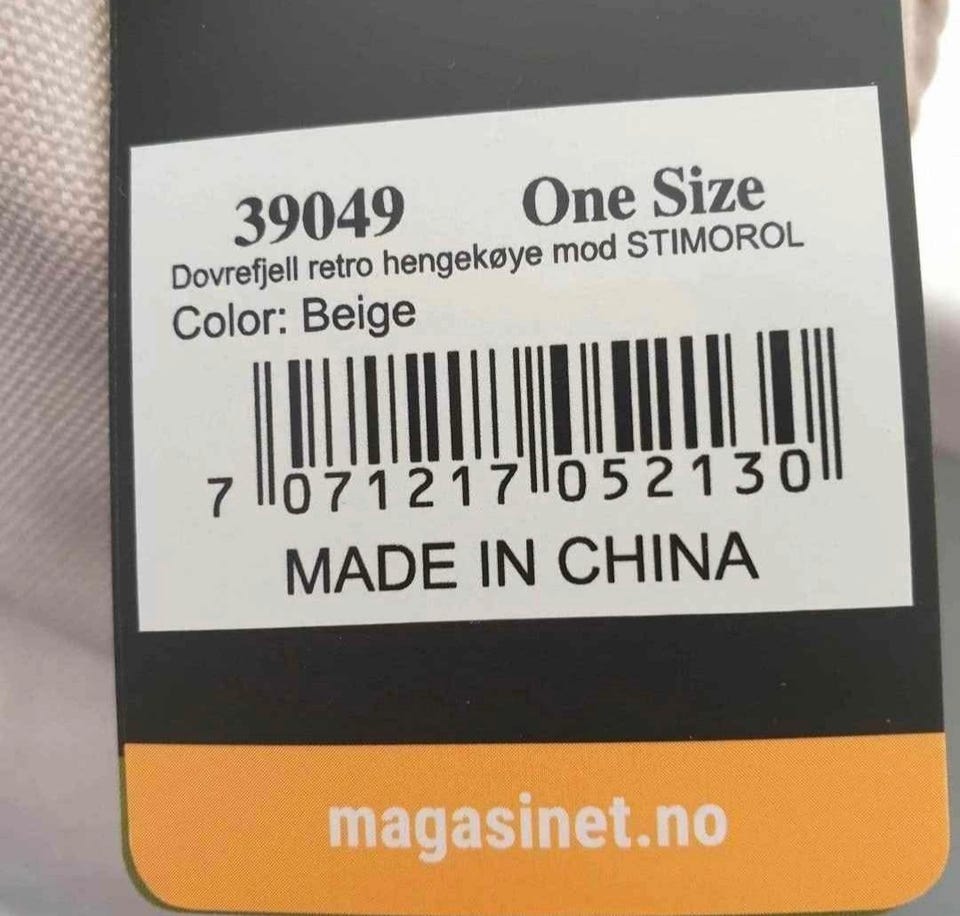 39049 One Size
Dovrefjell retro hengekøye mod STIMOROL
Color: Beige
7 071217 052130
MADE IN CHINA
magasinet.no